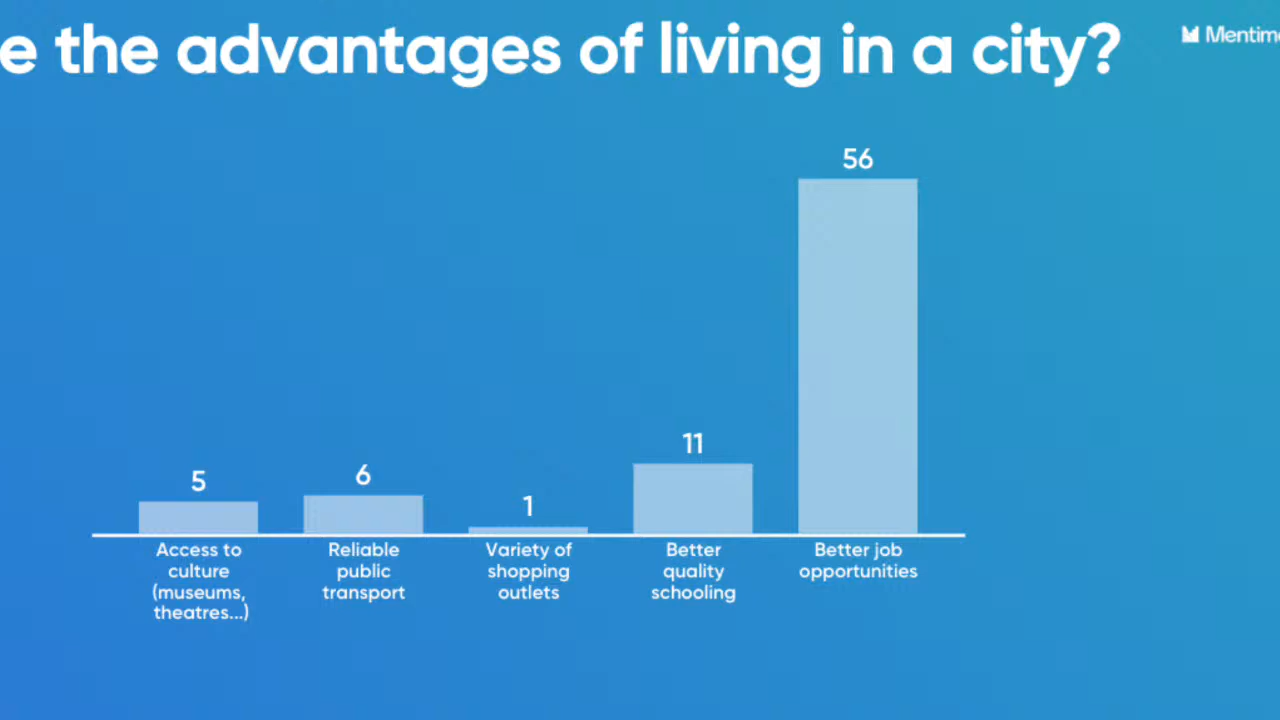 e the advantages of living in a city?
Mentim
56
11
6
5
1
Access to
culture
(museums,
theatres...)
Reliable
public
transport
Variety of
shopping
outlets
Better
quality
schooling
Better job
opportunities